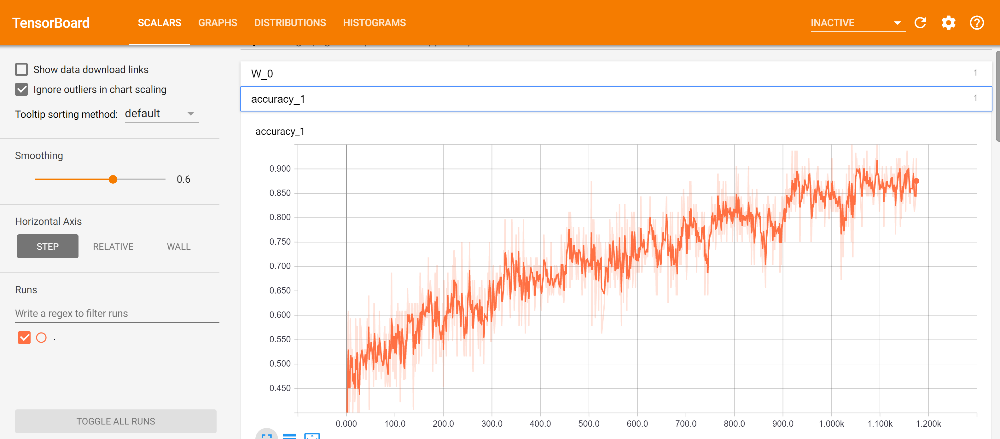 TensorBoard SCALARS GRAPHS DISTRIBUTIONS HISTOGRAMS INACTIVE
Show data download links
Ignore outliers in chart scaling
Tooltip sorting method: default
Smoothing
0.6
Horizontal Axis
STEP RELATIVE WALL
Runs
Write a regex to filter runs
.
TOGGLE ALL RUNS
W_0 1
accuracy_1 1
accuracy_1
0.900
0.850
0.800
0.750
0.700
0.650
0.600
0.550
0.500
0.450
0.000 100.0 200.0 300.0 400.0 500.0 600.0 700.0 800.0 900.0 1.000k 1.100k 1.200k